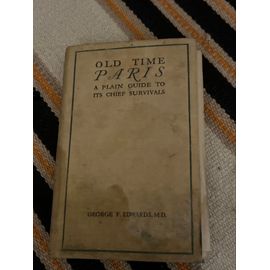 OLD TIME
PARIS
A PLAIN GUIDE TO
ITS CHIEF SURVIVALS
GEORGE F. EDWARDS, M.D.